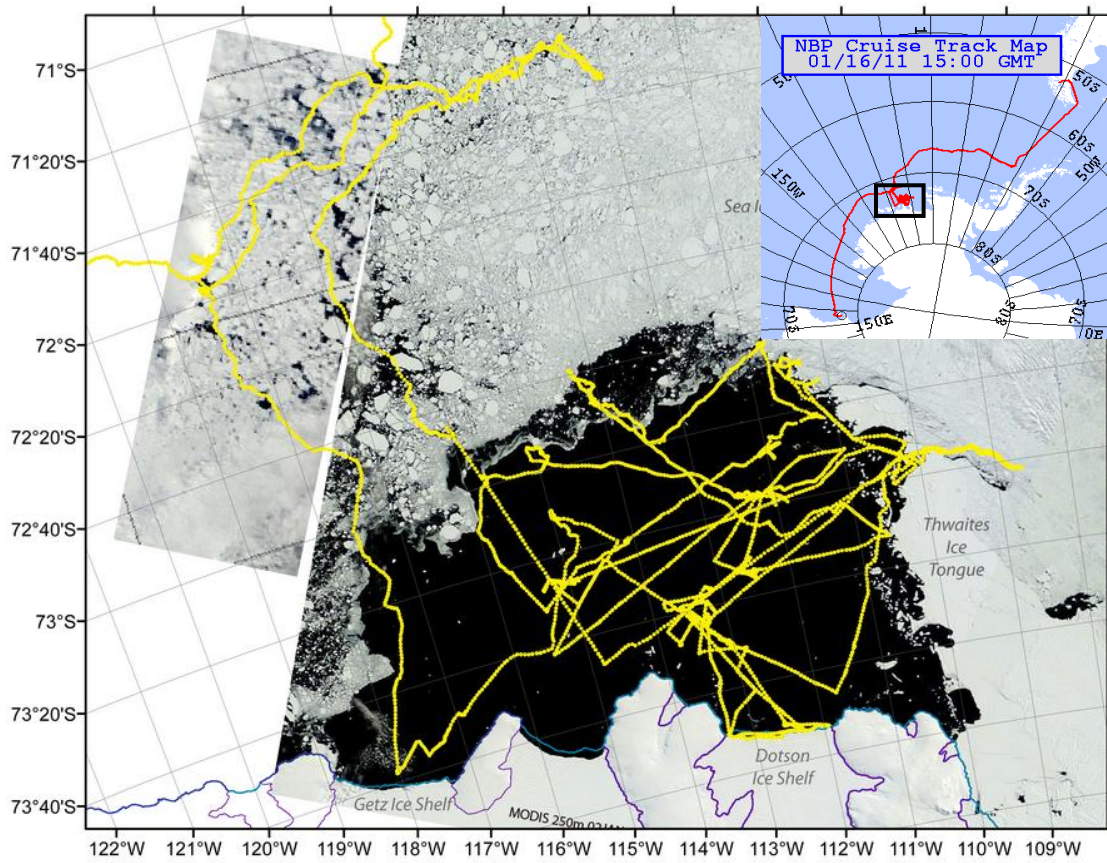 NBP Cruise Track Map
01/16/11 15:00 GMT
50S
60S
50W
70S
80S
150W
70S
150E
80S
0E
71°S
71°20'S
71°40'S
72°S
72°20'S
72°40'S
73°S
73°20'S
73°40'S
Sea
Thwaites
Ice
Tongue
Dotson
Ice Shelf
Getz Ice Shelf
MODIS 250m
122°W
121°W
120°W
119°W
118°W
117°W
116°W
115°W
114°W
113°W
112°W
111°W
110°W
109°W